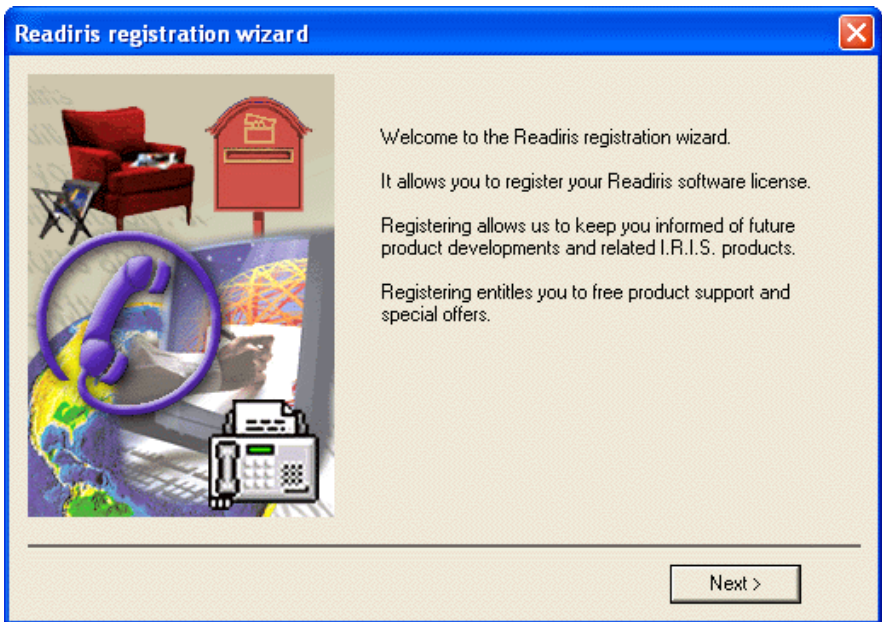 Readiris registration wizard
Welcome to the Readiris registration wizard.
It allows you to register your Readiris software license.
Registering allows us to keep you informed of future
product developments and related I.R.I.S. products.
Registering entitles you to free product support and
special offers.
Next >